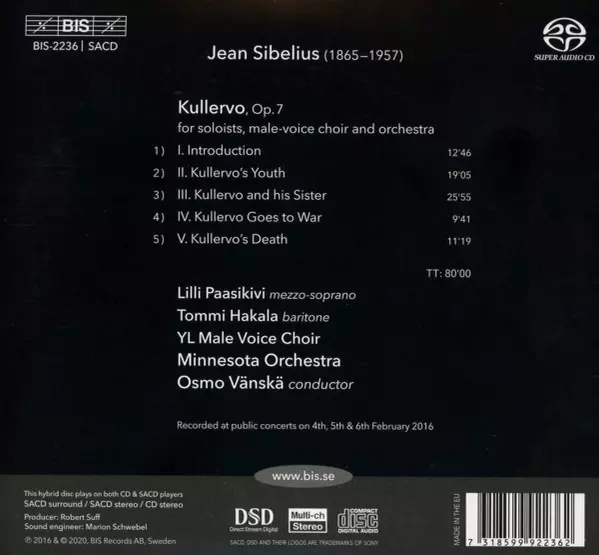 BIS
BIS-2236 | SACD
Jean Sibelius (1865–1957)
SUPER AUDIO CD
Kullervo, Op. 7
for soloists, male-voice choir and orchestra
1) I. Introduction 12'46
2) II. Kullervo's Youth 19'05
3) III. Kullervo and his Sister 25'55
4) IV. Kullervo Goes to War 9'41
5) V. Kullervo's Death 11'19
TT: 80'00
Lilli Paasikivi mezzo-soprano
Tommi Hakala baritone
YL Male Voice Choir
Minnesota Orchestra
Osmo Vänskä conductor
Recorded at public concerts on 4th, 5th & 6th February 2016
www.bis.se
This hybrid disc plays on both CD & SACD players
SACD surround / SACD stereo / CD stereo
Producer: Robert Suff
Sound engineer: Marion Schwebel
℗ 2016 & © 2020, BIS Records AB, Sweden
DSD
Direct Stream Digital
Multi-ch
Stereo
COMPACT
disc
DIGITAL AUDIO
SACD, DSD AND THEIR LOGOS ARE TRADEMARKS OF SONY
MADE IN THE EU
7 318599 922362